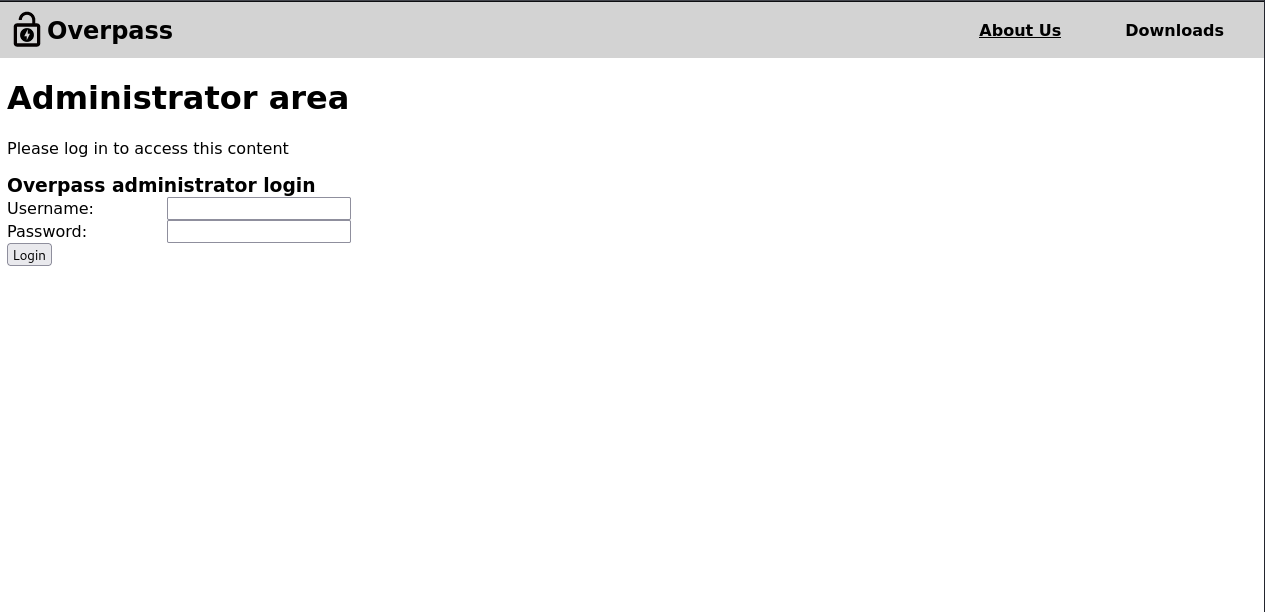 Overpass
About Us
Downloads
Administrator area
Please log in to access this content
Overpass administrator login
Username:
Password:
Login